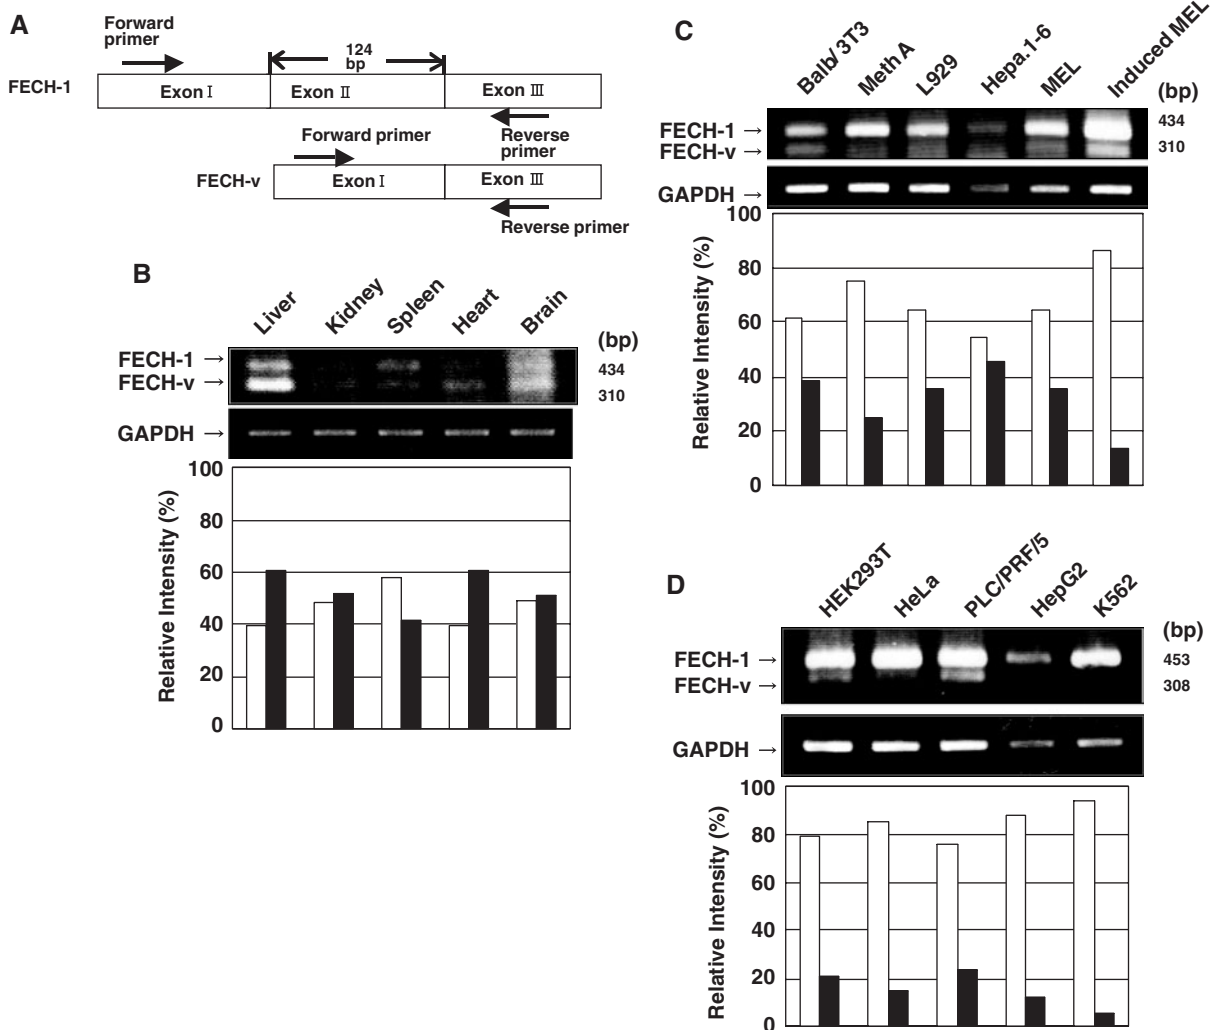 A
Forward
primer
124
bp
FECH-1
Exon I
Exon II
Exon III
Forward primer
Reverse
primer
FECH-v
Exon I
Exon III
Reverse primer
B
Liver
Kidney
Spleen
Heart
Brain
(bp)
FECH-1 →
434
FECH-v →
310
GAPDH →
Relative Intensity (%)
100
80
60
40
20
0
C
Balb/ 3T3
Meth A
L929
Hepa.1-6
MEL
Induced MEL
(bp)
FECH-1 →
434
FECH-v →
310
GAPDH →
Relative Intensity (%)
100
80
60
40
20
0
D
HEK293T
HeLa
PLC/PRF/5
HepG2
K562
(bp)
FECH-1 →
453
FECH-v →
308
GAPDH →
Relative Intensity (%)
100
80
60
40
20
0